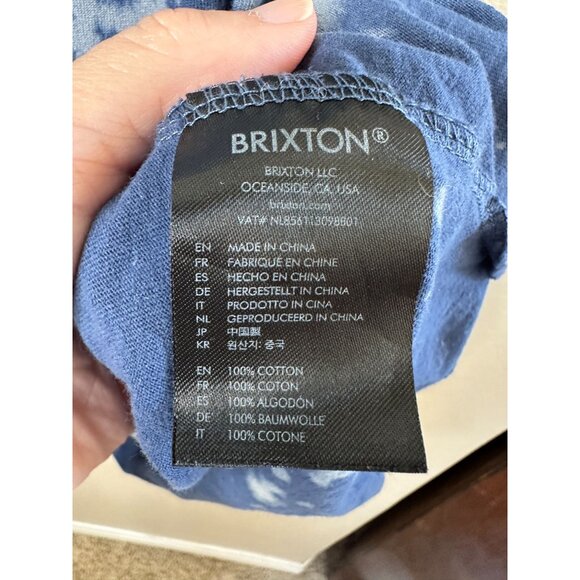 BRIXTON®
BRIXTON LLC
OCEANSIDE, CA, USA
brixton.com
VAT# NL856113098B01
EN MADE IN CHINA
FR FABRIQUÉ EN CHINE
ES HECHO EN CHINA
DE HERGESTELLT IN CHINA
IT PRODOTTO IN CINA
NL GEPRODUCEERD IN CHINA
JP 中国製
KR 원산지: 중국
EN 100% COTTON
FR 100% COTON
ES 100% ALGODÓN
DE 100% BAUMWOLLE
IT 100% COTONE